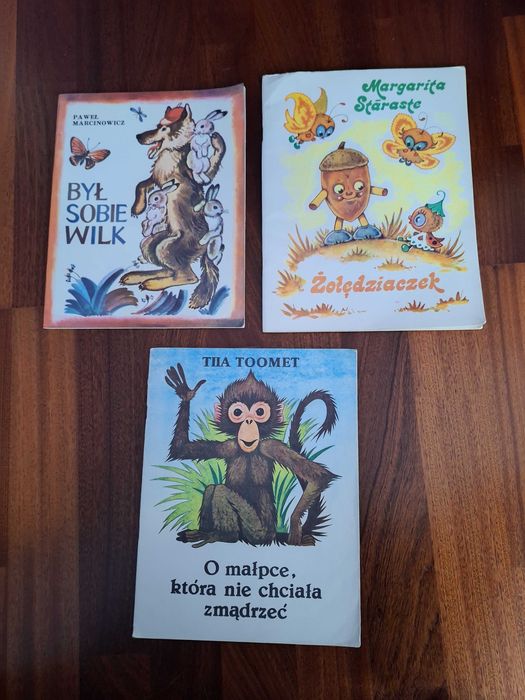 PAWEŁ
MARCINOWICZ
BYŁ
SOBIE
WILK
Margarita
Stāraste
Żołędziaczek
TIIA TOOMET
O małpce,
która nie chciała
zmądrzeć